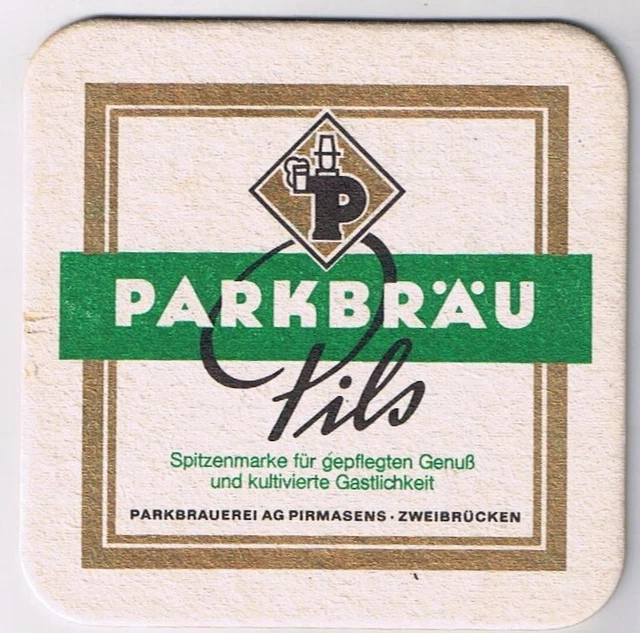 P
PARKBRÄU
Pils
Spitzenmarke für gepflegten Genuß
und kultivierte Gastlichkeit
PARKBRAUEREI AG PIRMASENS · ZWEIBRÜCKEN